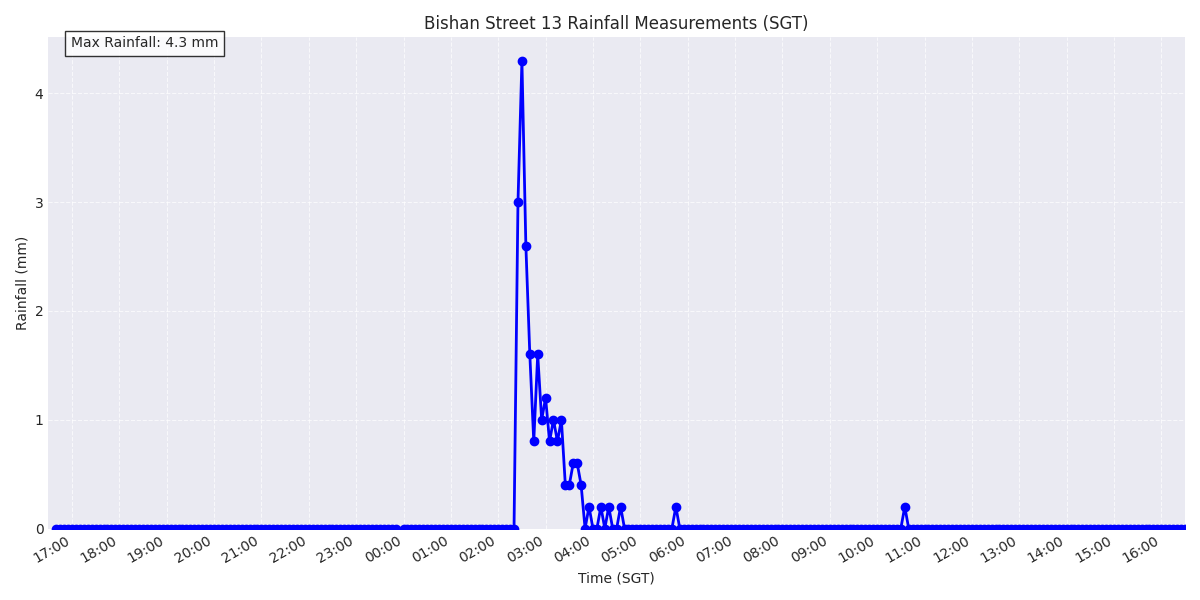 Bishan Street 13 Rainfall Measurements (SGT)
Max Rainfall: 4.3 mm
Rainfall (mm)
4
3
2
1
0
17:00 18:00 19:00 20:00 21:00 22:00 23:00 00:00 01:00 02:00 03:00 04:00 05:00 06:00 07:00 08:00 09:00 10:00 11:00 12:00 13:00 14:00 15:00 16:00
Time (SGT)